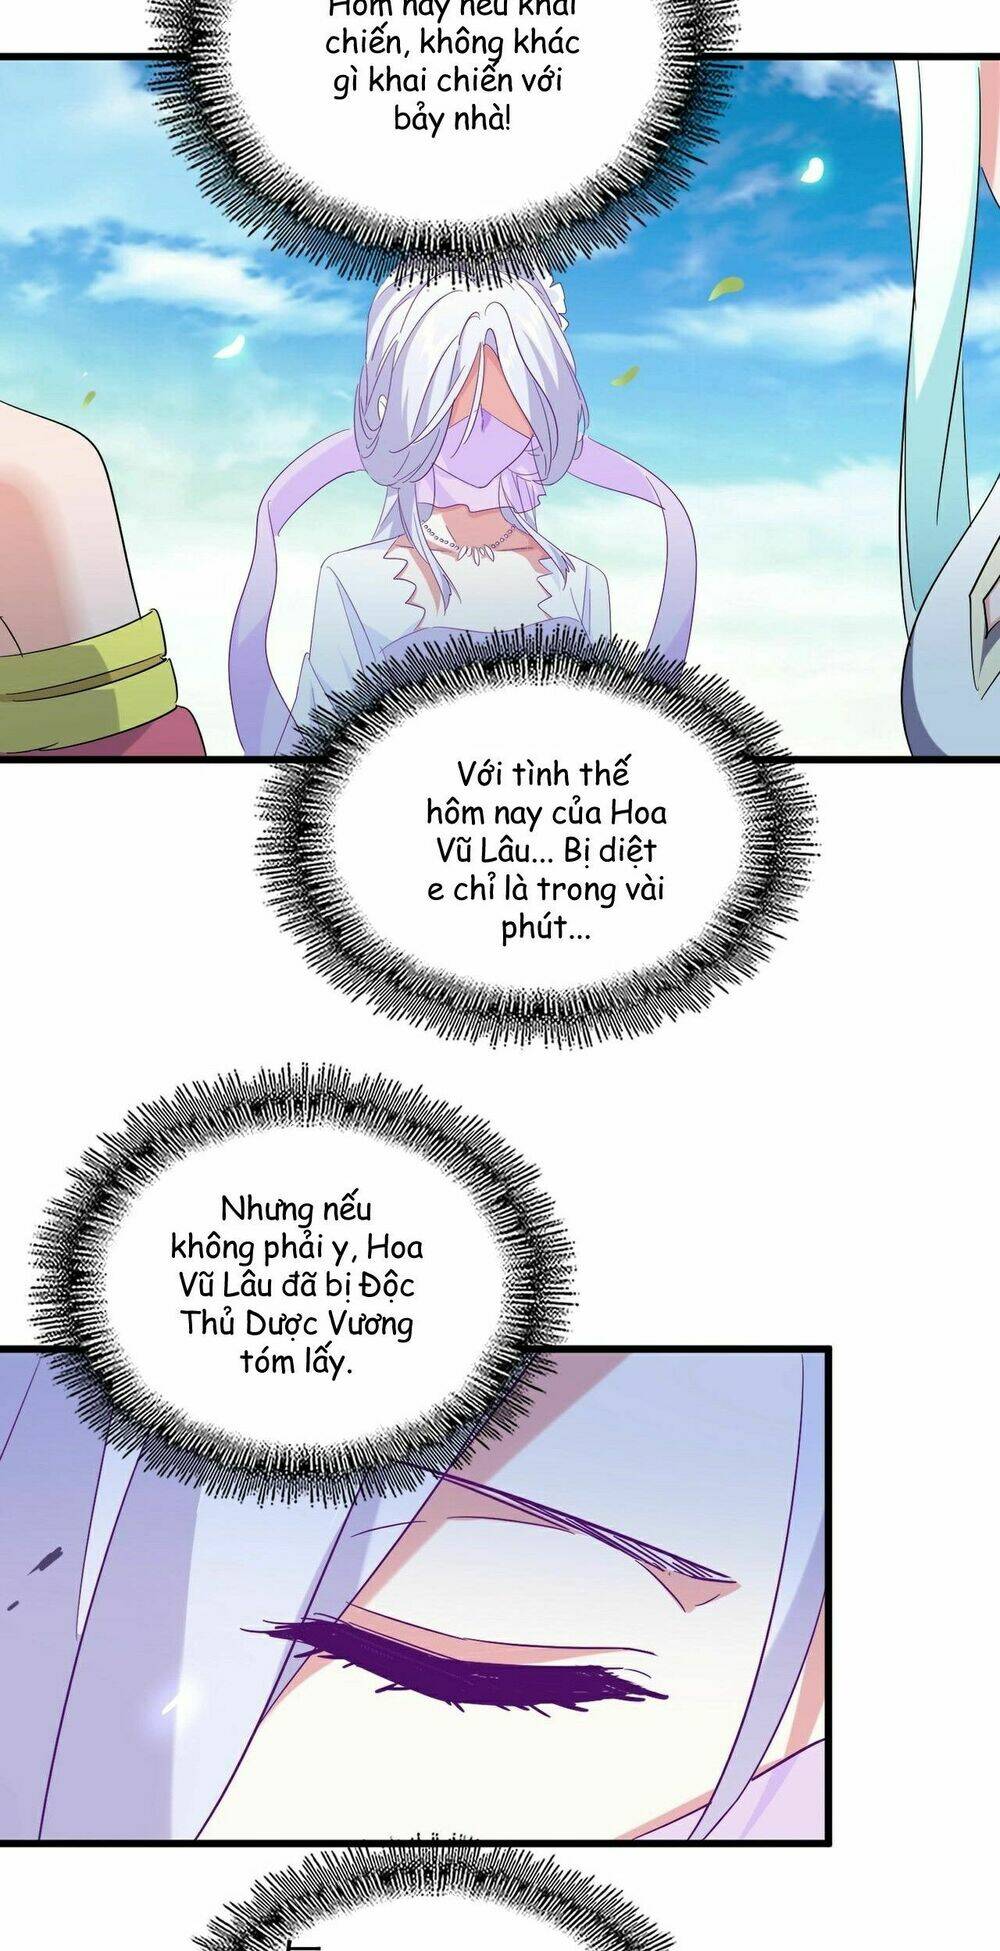 Hôm nay nếu khai
chiến, không khác
gì khai chiến với
bảy nhà!
Với tình thế
hôm nay của Hoa
Vũ Lâu... Bị diệt
e chỉ là trong vài
phút...
Nhưng nếu
không phải y, Hoa
Vũ Lâu đã bị Độc
Thủ Dược Vương
tóm lấy.